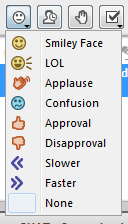 Smiley Face
LOL
Applause
Confusion
Approval
Disapproval
Slower
Faster
None